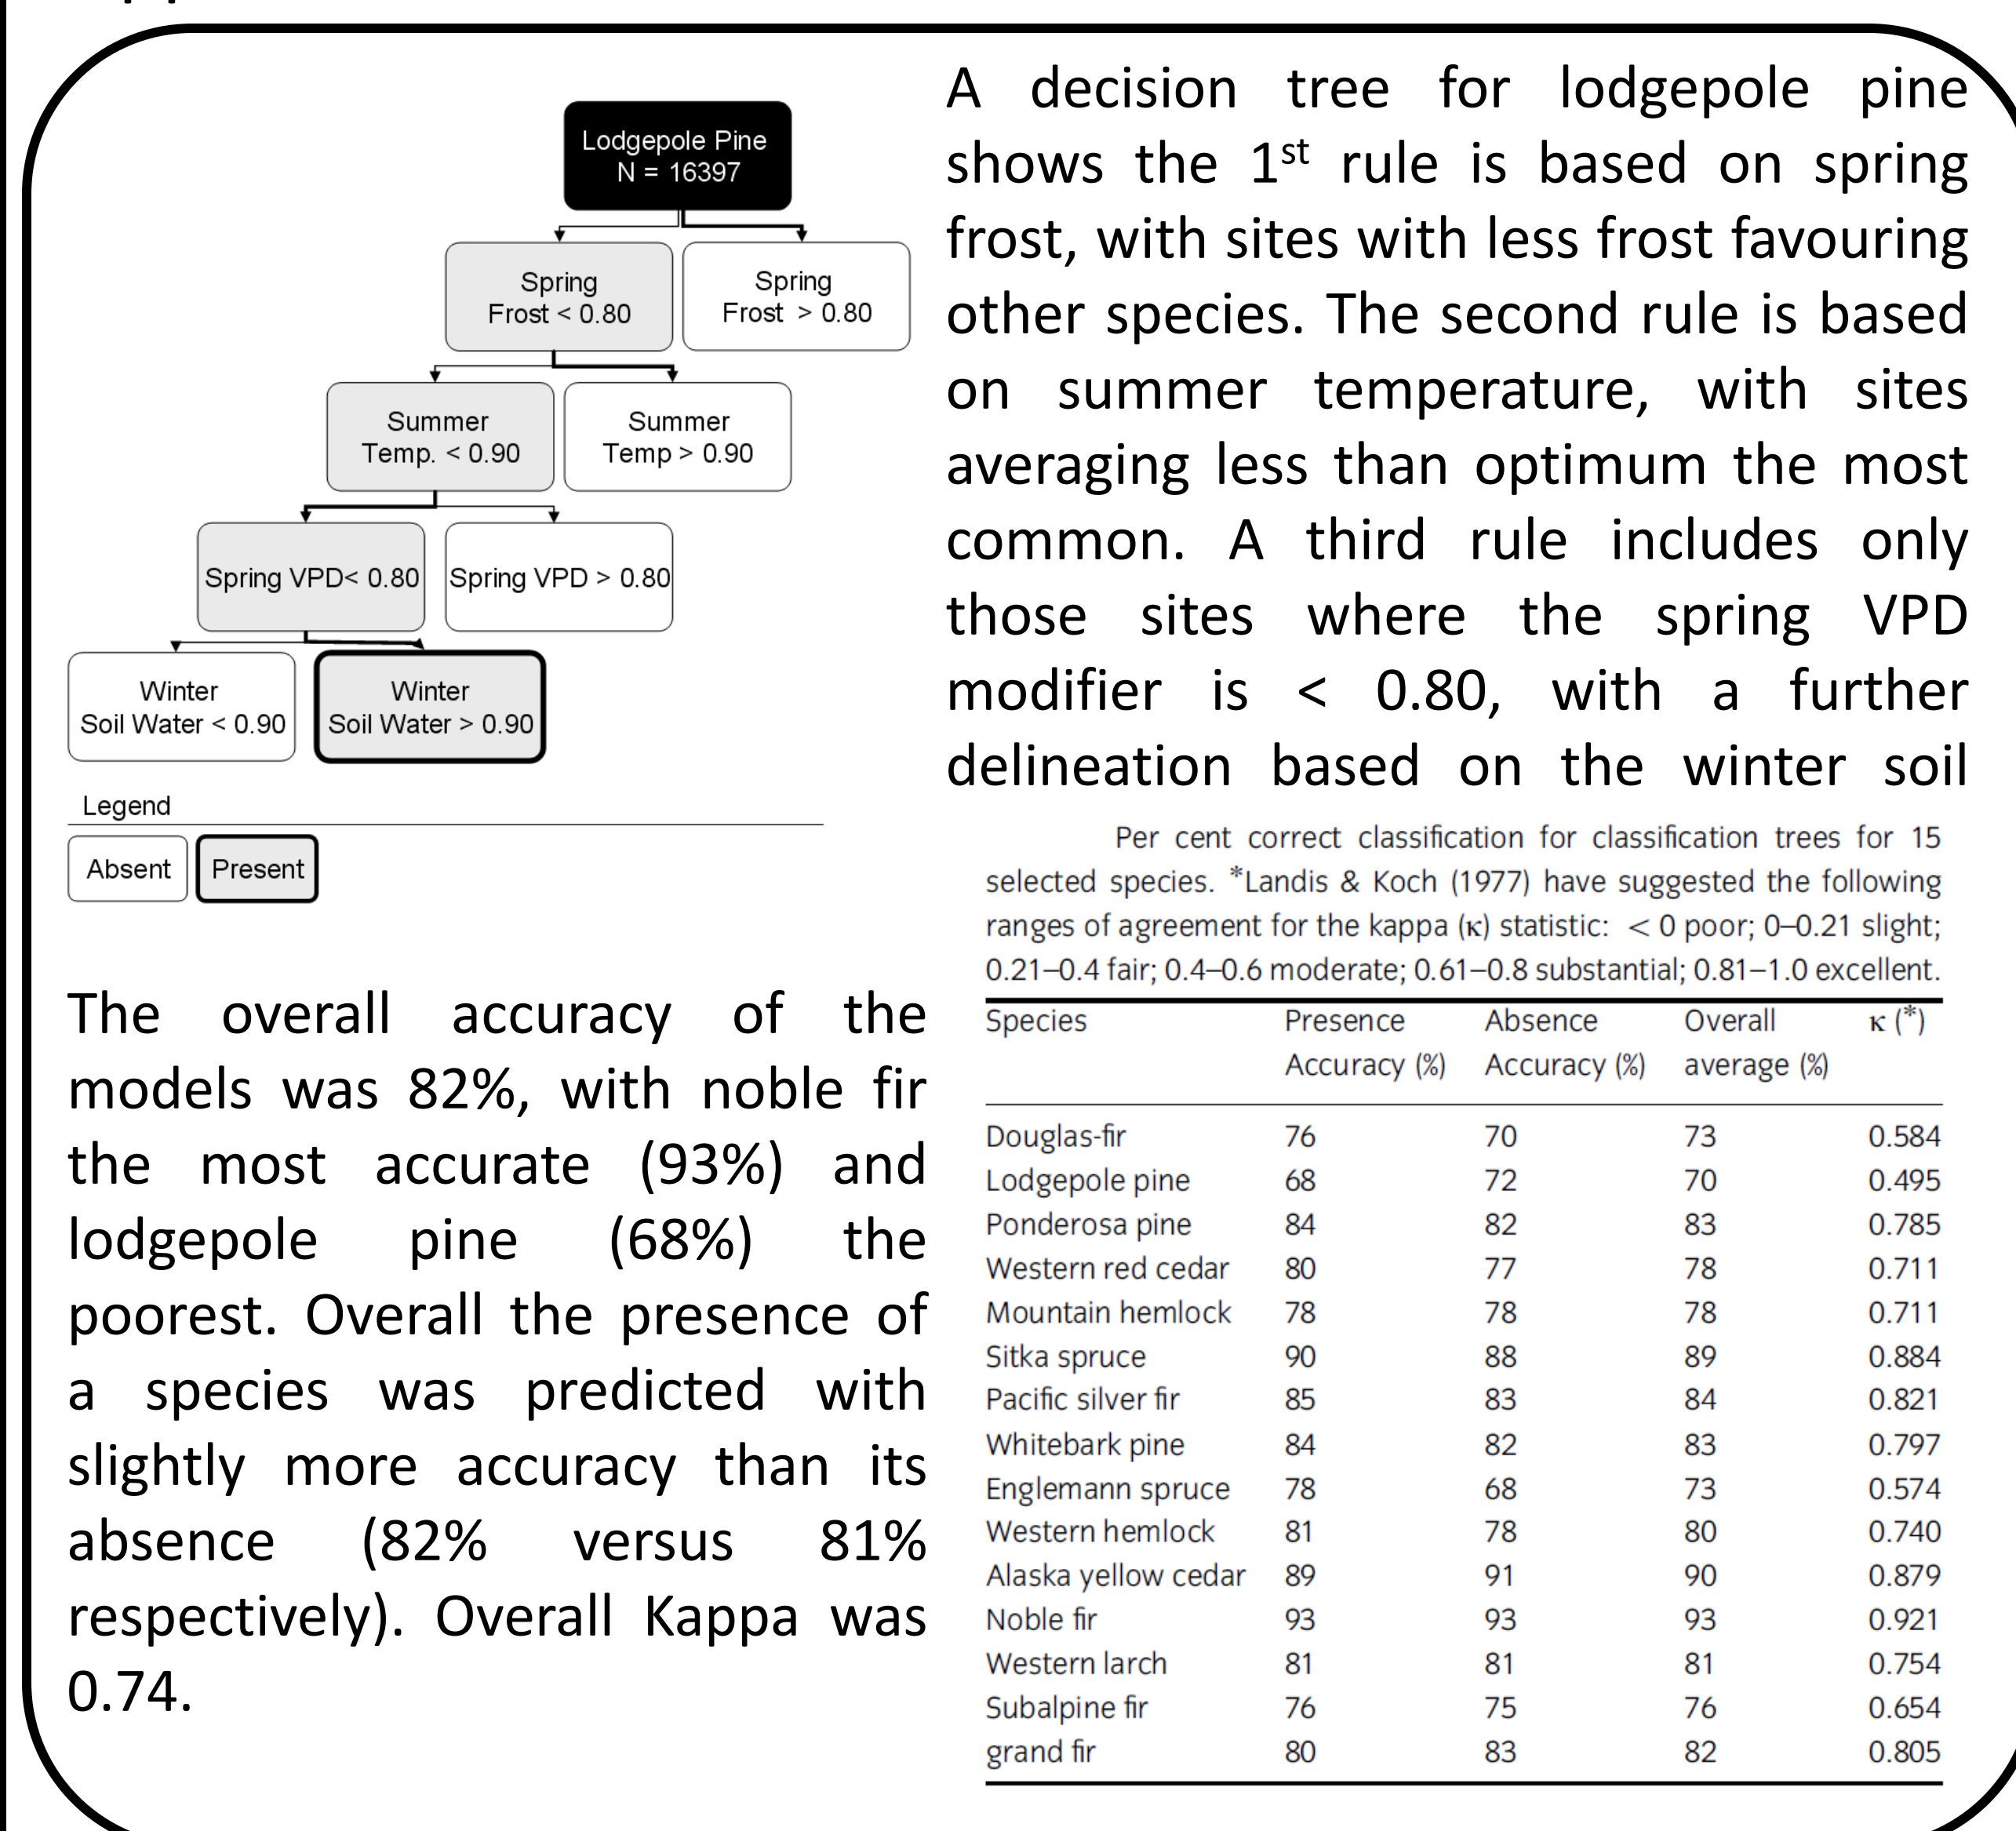 Lodgepole Pine
N = 16397
Spring
Frost < 0.80
Spring
Frost > 0.80
Summer
Temp. < 0.90
Summer
Temp > 0.90
Spring VPD< 0.80
Spring VPD > 0.80
Winter
Soil Water < 0.90
Winter
Soil Water > 0.90
Legend
Absent
Present
The overall accuracy of the
models was 82%, with noble fir
the most accurate (93%) and
lodgepole pine (68%) the
poorest. Overall the presence of
a species was predicted with
slightly more accuracy than its
absence (82% versus 81%
respectively). Overall Kappa was
0.74.
A decision tree for lodgepole pine
shows the 1st rule is based on spring
frost, with sites with less frost favouring
other species. The second rule is based
on summer temperature, with sites
averaging less than optimum the most
common. A third rule includes only
those sites where the spring VPD
modifier is < 0.80, with a further
delineation based on the winter soil
Per cent correct classification for classification trees for 15
selected species. *Landis & Koch (1977) have suggested the following
ranges of agreement for the kappa (κ) statistic: < 0 poor; 0–0.21 slight;
0.21–0.4 fair; 0.4–0.6 moderate; 0.61–0.8 substantial; 0.81–1.0 excellent.
Species Presence Absence Overall κ (*)
Accuracy (%) Accuracy (%) average (%)
Douglas-fir 76 70 73 0.584
Lodgepole pine 68 72 70 0.495
Ponderosa pine 84 82 83 0.785
Western red cedar 80 77 78 0.711
Mountain hemlock 78 78 78 0.711
Sitka spruce 90 88 89 0.884
Pacific silver fir 85 83 84 0.821
Whitebark pine 84 82 83 0.797
Englemann spruce 78 68 73 0.574
Western hemlock 81 78 80 0.740
Alaska yellow cedar 89 91 90 0.879
Noble fir 93 93 93 0.921
Western larch 81 81 81 0.754
Subalpine fir 76 75 76 0.654
grand fir 80 83 82 0.805